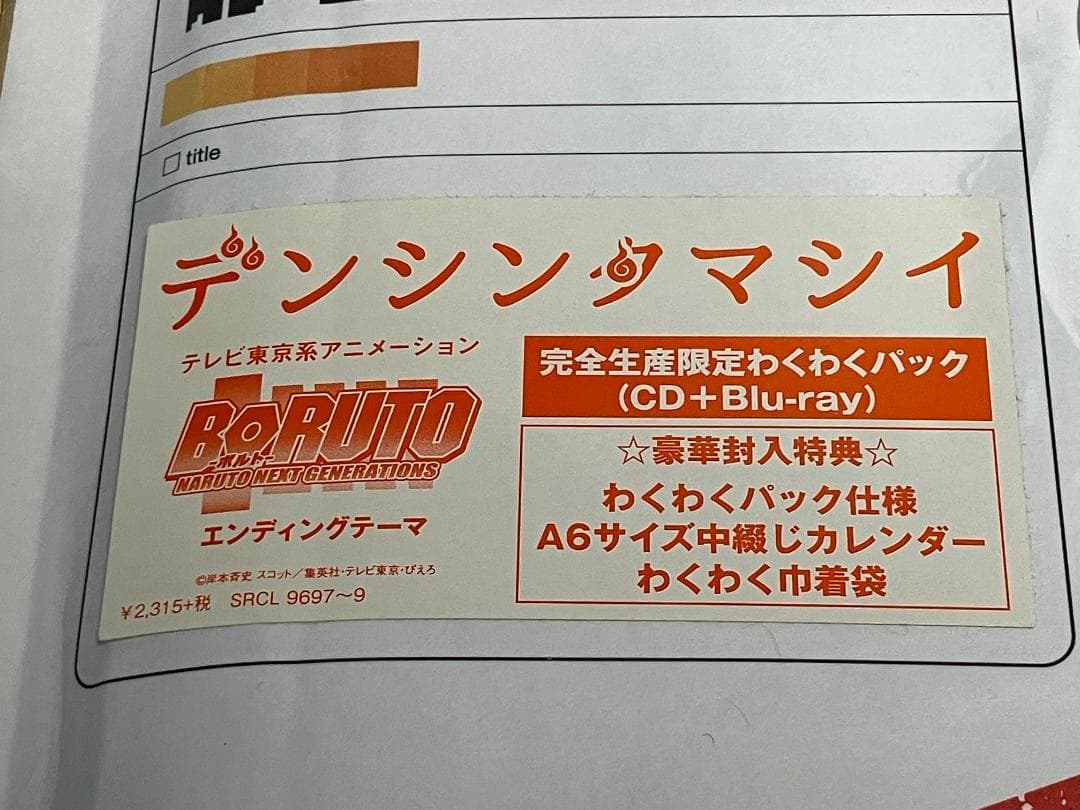 title
デンシンタマシイ
テレビ東京系アニメーション
BORUTO
-ボルト-
NARUTO NEXT GENERATIONS
エンディングテーマ
©岸本斉史 スコット／集英社・テレビ東京・ぴえろ
¥2,315+税 SRCL 9697～9
完全生産限定わくわくパック
(CD＋Blu-ray)
☆豪華封入特典☆
わくわくパック仕様
A6サイズ中綴じカレンダー
わくわく巾着袋